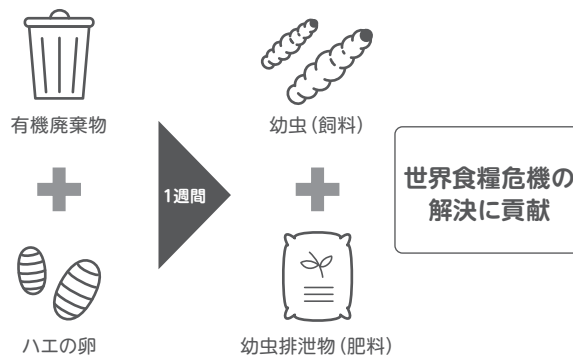 有機廃棄物
ハエの卵
1週間
幼虫(飼料)
幼虫排泄物(肥料)
世界食糧危機の
解決に貢献